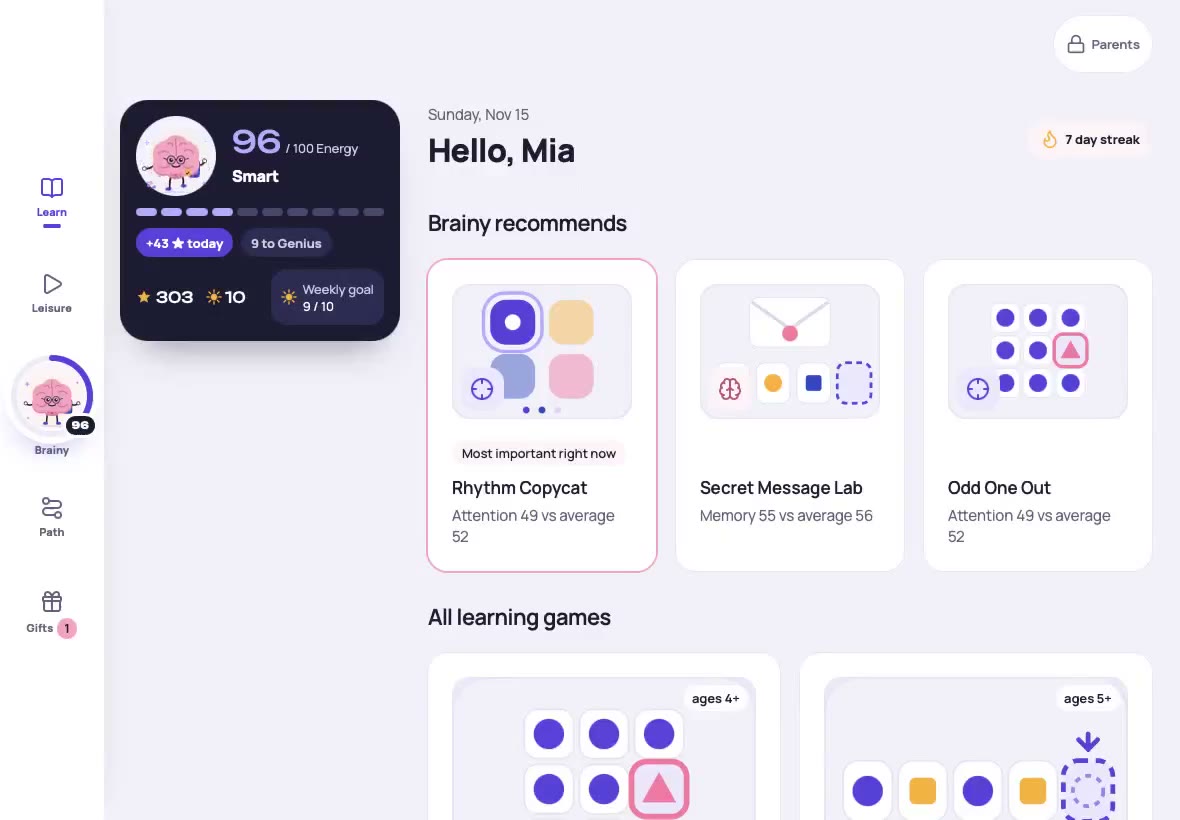 Parents
Learn
Leisure
96
Brainy
Path
Gifts 1
96 / 100 Energy
Smart
+43 ★ today
9 to Genius
303
10
Weekly goal
9 / 10
Sunday, Nov 15
Hello, Mia
7 day streak
Brainy recommends
Most important right now
Rhythm Copycat
Attention 49 vs average
52
Secret Message Lab
Memory 55 vs average 56
Odd One Out
Attention 49 vs average
52
All learning games
ages 4+
ages 5+